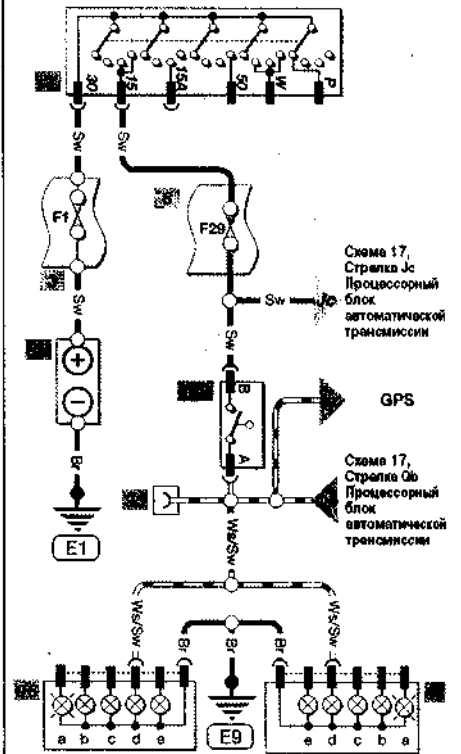 30
15
15A
50
W
P
Sw
Sw
F1
F29
Схема 17,
Стрелка Jc
Процессорный
блок
автоматической
трансмиссии
Sw
Jc
Sw
Sw
B
A
GPS
Br
E1
Схема 17,
Стрелка Qb
Процессорный
блок
автоматической
трансмиссии
Ws/Sw
Ws/Sw
Br
Br
Br
Ws/Sw
a b c d e
E9
e d c b a